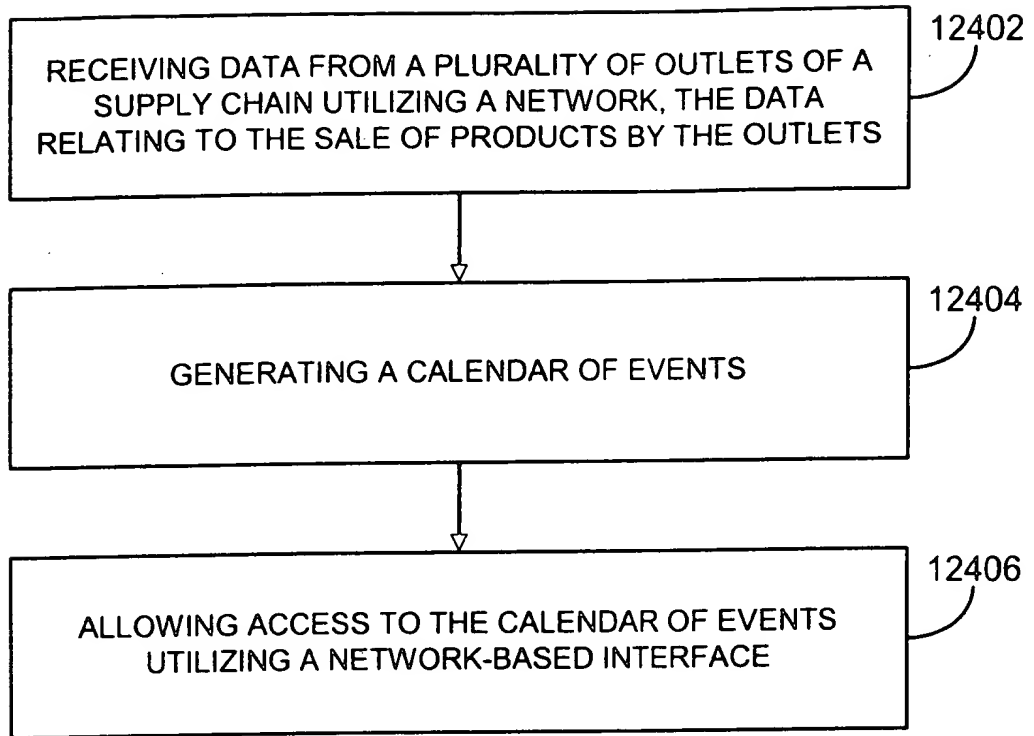 12402
RECEIVING DATA FROM A PLURALITY OF OUTLETS OF A
SUPPLY CHAIN UTILIZING A NETWORK, THE DATA
RELATING TO THE SALE OF PRODUCTS BY THE OUTLETS
12404
GENERATING A CALENDAR OF EVENTS
12406
ALLOWING ACCESS TO THE CALENDAR OF EVENTS
UTILIZING A NETWORK-BASED INTERFACE